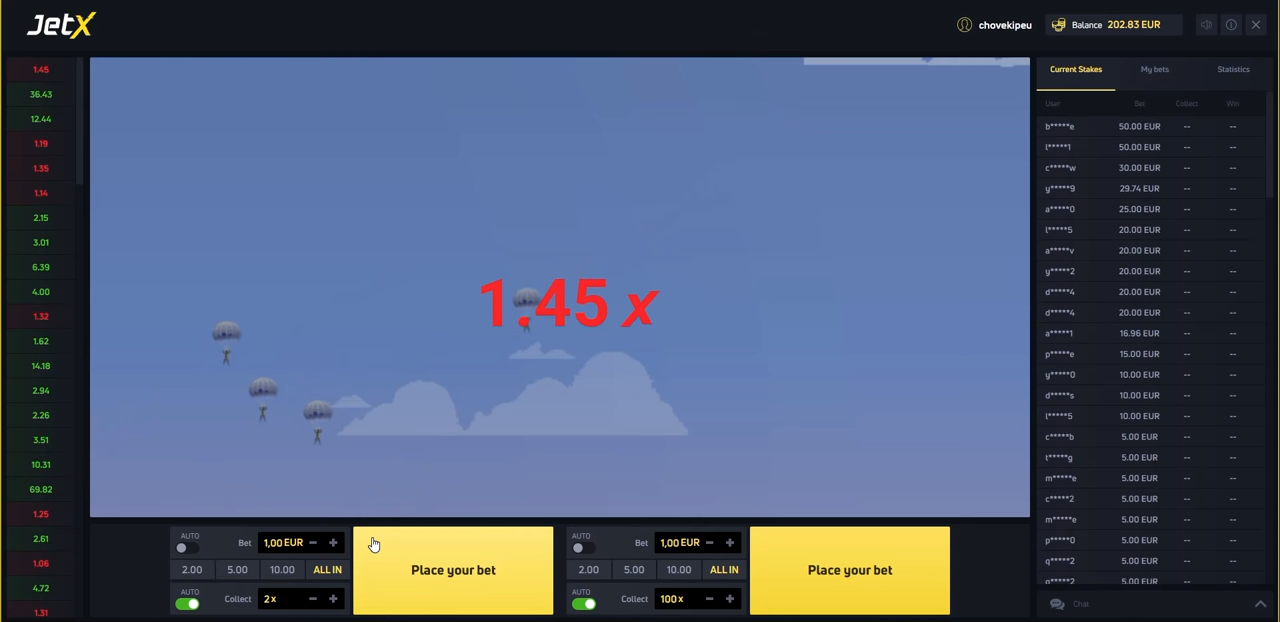 JetX
chovekipeu
Balance 202.83 EUR
1.45
36.43
12.44
1.19
1.35
1.14
2.15
3.01
6.39
4.00
1.32
1.62
14.18
2.94
2.26
3.51
10.31
69.82
1.25
2.61
1.06
4.72
1.31
1.45 x
Current Stakes My bets Statistics
User Bet Collect Win
b*****e 50.00 EUR -- --
l*****1 50.00 EUR -- --
c*****w 30.00 EUR -- --
y*****9 29.74 EUR -- --
a*****0 25.00 EUR -- --
l*****5 20.00 EUR -- --
a*****v 20.00 EUR -- --
y*****2 20.00 EUR -- --
d*****4 20.00 EUR -- --
d*****4 20.00 EUR -- --
a*****1 16.96 EUR -- --
p*****e 15.00 EUR -- --
y*****0 10.00 EUR -- --
d*****s 10.00 EUR -- --
l*****5 10.00 EUR -- --
c*****b 5.00 EUR -- --
t*****g 5.00 EUR -- --
m*****e 5.00 EUR -- --
c*****2 5.00 EUR -- --
m*****e 5.00 EUR -- --
p*****0 5.00 EUR -- --
q*****2 5.00 EUR -- --
5.00 EUR -- --
Chat
AUTO Bet 1,00 EUR - +
2.00 5.00 10.00 ALL IN
AUTO Collect 2 x - +
Place your bet
AUTO Bet 1,00 EUR - +
2.00 5.00 10.00 ALL IN
AUTO Collect 100 x - +
Place your bet